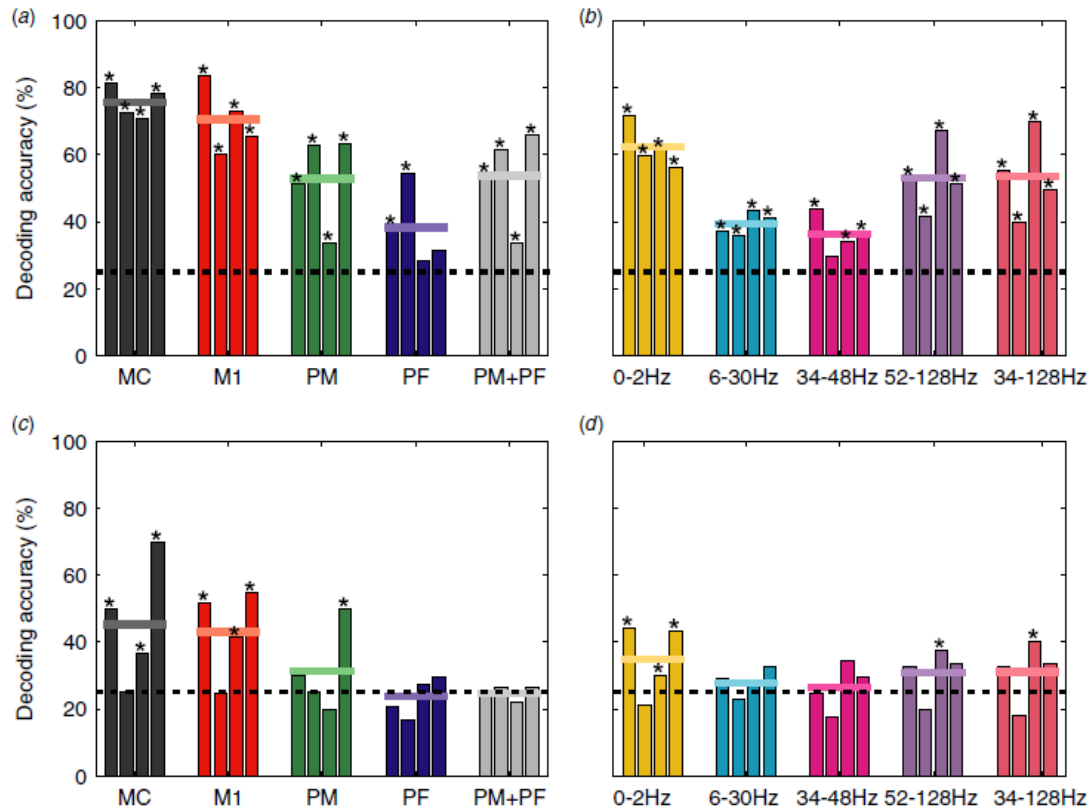 (a)
Decoding accuracy (%)
100
80
60
40
20
0
MC M1 PM PF PM+PF
(b)
0-2Hz 6-30Hz 34-48Hz 52-128Hz 34-128Hz
(c)
Decoding accuracy (%)
100
80
60
40
20
0
MC M1 PM PF PM+PF
(d)
0-2Hz 6-30Hz 34-48Hz 52-128Hz 34-128Hz